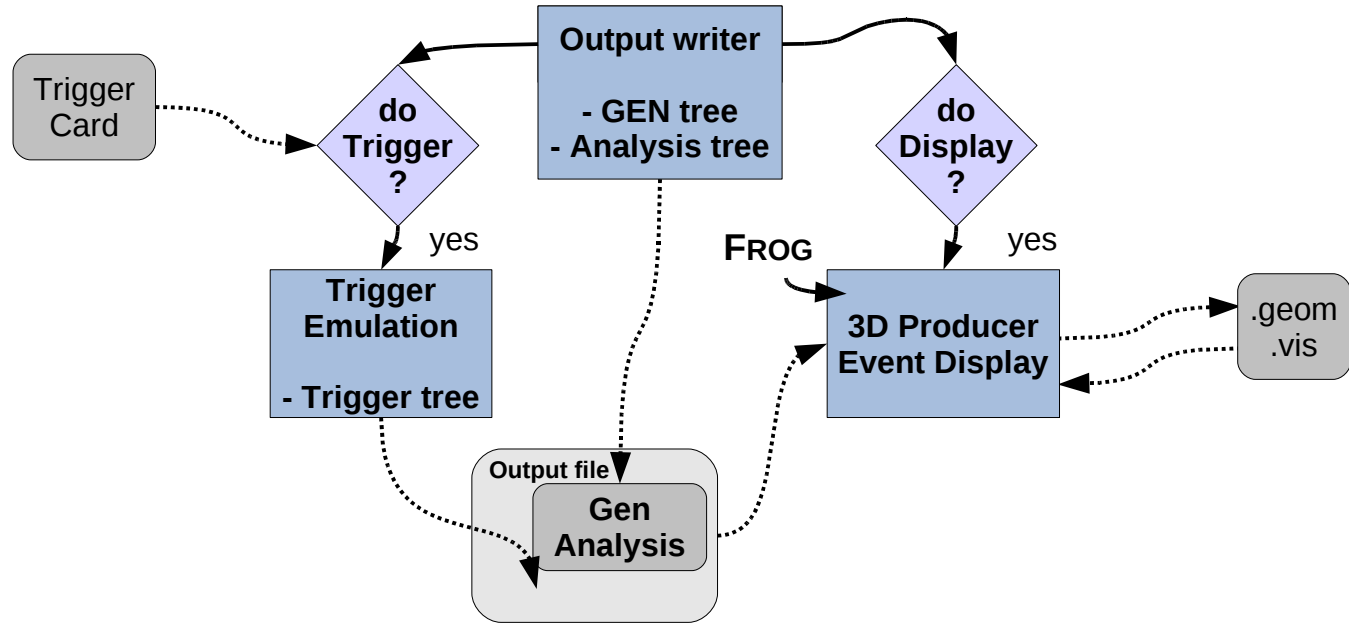 Output writer
- GEN tree
- Analysis tree
Trigger
Card
do
Trigger
?
do
Display
?
yes
yes
FROG
Trigger
Emulation
- Trigger tree
3D Producer
Event Display
.geom
.vis
Output file
Gen
Analysis